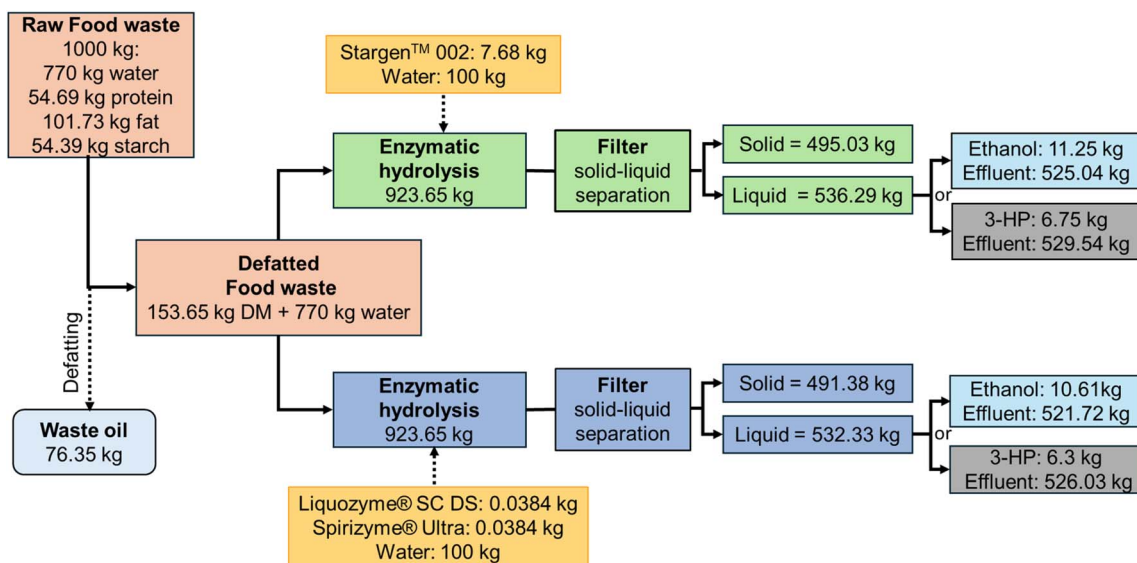 Raw Food waste
1000 kg:
770 kg water
54.69 kg protein
101.73 kg fat
54.39 kg starch
Defatting
Waste oil
76.35 kg
Defatted
Food waste
153.65 kg DM + 770 kg water
Stargen™ 002: 7.68 kg
Water: 100 kg
Enzymatic
hydrolysis
923.65 kg
Filter
solid-liquid
separation
Solid = 495.03 kg
Liquid = 536.29 kg
Ethanol: 11.25 kg
Effluent: 525.04 kg
or
3-HP: 6.75 kg
Effluent: 529.54 kg
Enzymatic
hydrolysis
923.65 kg
Filter
solid-liquid
separation
Solid = 491.38 kg
Liquid = 532.33 kg
Ethanol: 10.61kg
Effluent: 521.72 kg
or
3-HP: 6.3 kg
Effluent: 526.03 kg
Liquozyme® SC DS: 0.0384 kg
Spirizyme® Ultra: 0.0384 kg
Water: 100 kg